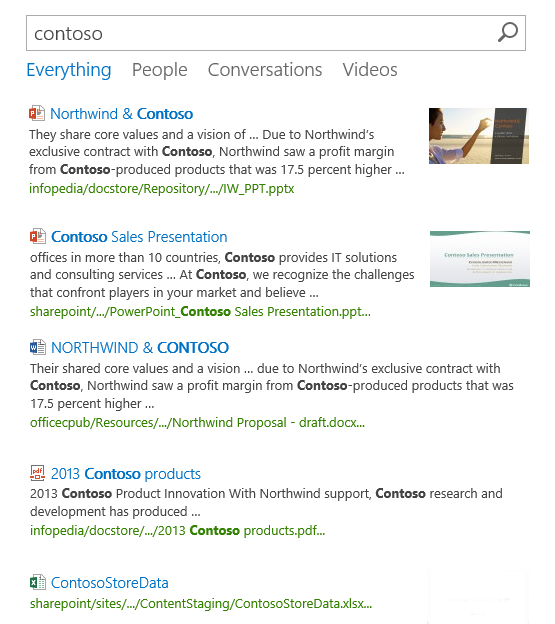 contoso
Everything People Conversations Videos
Northwind & Contoso
They share core values and a vision of ... Due to Northwind's
exclusive contract with Contoso, Northwind saw a profit margin
from Contoso-produced products that was 17.5 percent higher ...
infopedia/docstore/Repository/.../IW_PPT.pptx
Contoso Sales Presentation
offices in more than 10 countries, Contoso provides IT solutions
and consulting services ... At Contoso, we recognize the challenges
that confront players in your market and believe ...
sharepoint/.../PowerPoint_Contoso Sales Presentation.ppt...
Contoso Sales Presentation
NORTHWIND & CONTOSO
Their shared core values and a vision ... due to Northwind's exclusive contract with
Contoso, Northwind saw a profit margin from Contoso-produced products that was
17.5 percent higher ...
officecpub/Resources/.../Northwind Proposal - draft.docx...
pdf
2013 Contoso products
2013 Contoso Product Innovation With Northwind support, Contoso research and
development has produced ...
infopedia/docstore/.../2013 Contoso products.pdf...
ContosoStoreData
sharepoint/sites/.../ContentStaging/ContosoStoreData.xlsx...